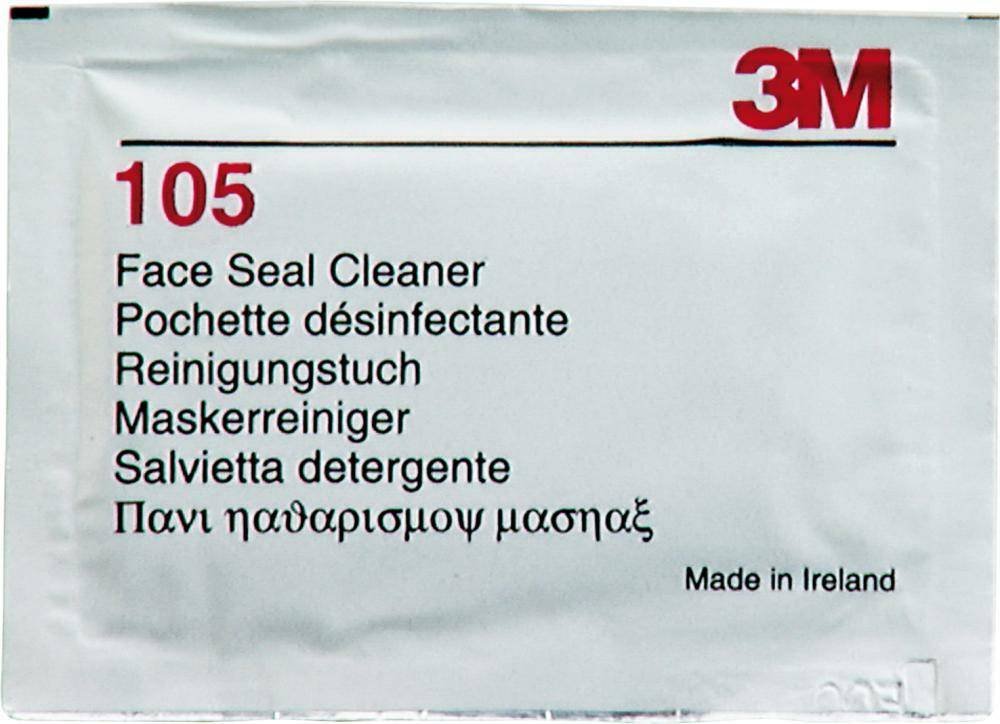 3M
105
Face Seal Cleaner
Pochette désinfectante
Reinigungstuch
Maskerreiniger
Salvietta detergente
Πανι ηαϑαρισμοψ μασηαξ
Made in Ireland